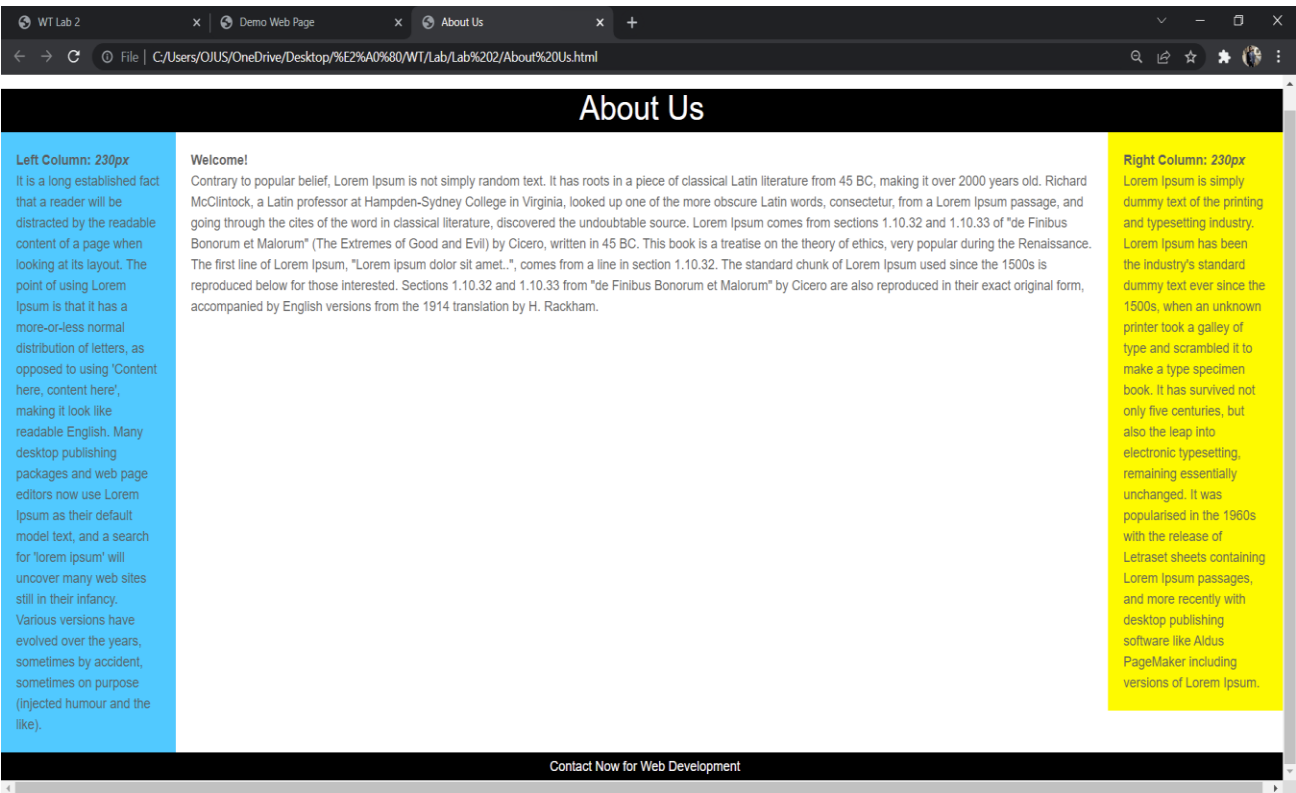 WT Lab 2
Demo Web Page
About Us
File | C:/Users/OJUS/OneDrive/Desktop/%E2%A0%80/WT/Lab/Lab%202/About%20Us.html
About Us
Left Column: 230px
It is a long established fact
that a reader will be
distracted by the readable
content of a page when
looking at its layout. The
point of using Lorem
Ipsum is that it has a
more-or-less normal
distribution of letters, as
opposed to using 'Content
here, content here',
making it look like
readable English. Many
desktop publishing
packages and web page
editors now use Lorem
Ipsum as their default
model text, and a search
for 'lorem ipsum' will
uncover many web sites
still in their infancy.
Various versions have
evolved over the years,
sometimes by accident,
sometimes on purpose
(injected humour and the
like).
Welcome!
Contrary to popular belief, Lorem Ipsum is not simply random text. It has roots in a piece of classical Latin literature from 45 BC, making it over 2000 years old. Richard
McClintock, a Latin professor at Hampden-Sydney College in Virginia, looked up one of the more obscure Latin words, consectetur, from a Lorem Ipsum passage, and
going through the cites of the word in classical literature, discovered the undoubtable source. Lorem Ipsum comes from sections 1.10.32 and 1.10.33 of "de Finibus
Bonorum et Malorum" (The Extremes of Good and Evil) by Cicero, written in 45 BC. This book is a treatise on the theory of ethics, very popular during the Renaissance.
The first line of Lorem Ipsum, "Lorem ipsum dolor sit amet..", comes from a line in section 1.10.32. The standard chunk of Lorem Ipsum used since the 1500s is
reproduced below for those interested. Sections 1.10.32 and 1.10.33 from "de Finibus Bonorum et Malorum" by Cicero are also reproduced in their exact original form,
accompanied by English versions from the 1914 translation by H. Rackham.
Right Column: 230px
Lorem Ipsum is simply
dummy text of the printing
and typesetting industry.
Lorem Ipsum has been
the industry's standard
dummy text ever since the
1500s, when an unknown
printer took a galley of
type and scrambled it to
make a type specimen
book. It has survived not
only five centuries, but
also the leap into
electronic typesetting,
remaining essentially
unchanged. It was
popularised in the 1960s
with the release of
Letraset sheets containing
Lorem Ipsum passages,
and more recently with
desktop publishing
software like Aldus
PageMaker including
versions of Lorem Ipsum.
Contact Now for Web Development